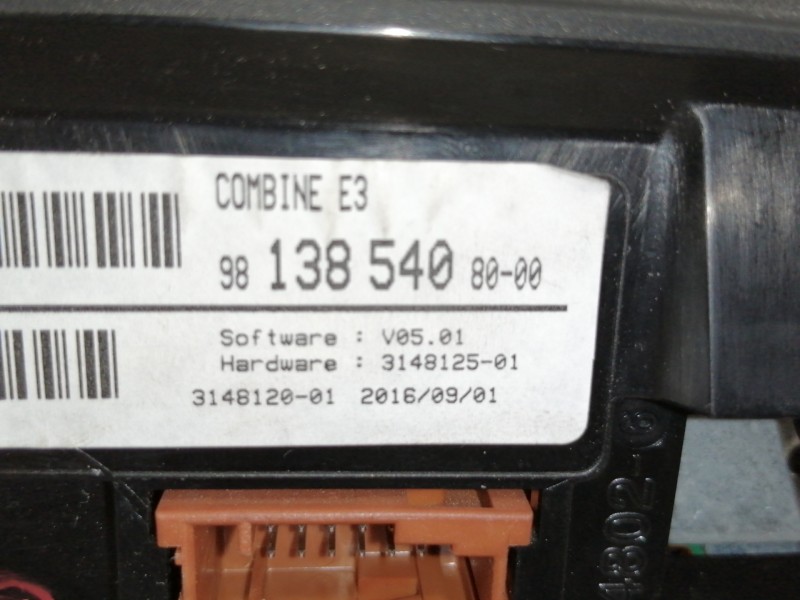 COMBINE E3
98 138 540 80-00
Software : V05.01
Hardware : 3148125-01
3148120-01 2016/09/01